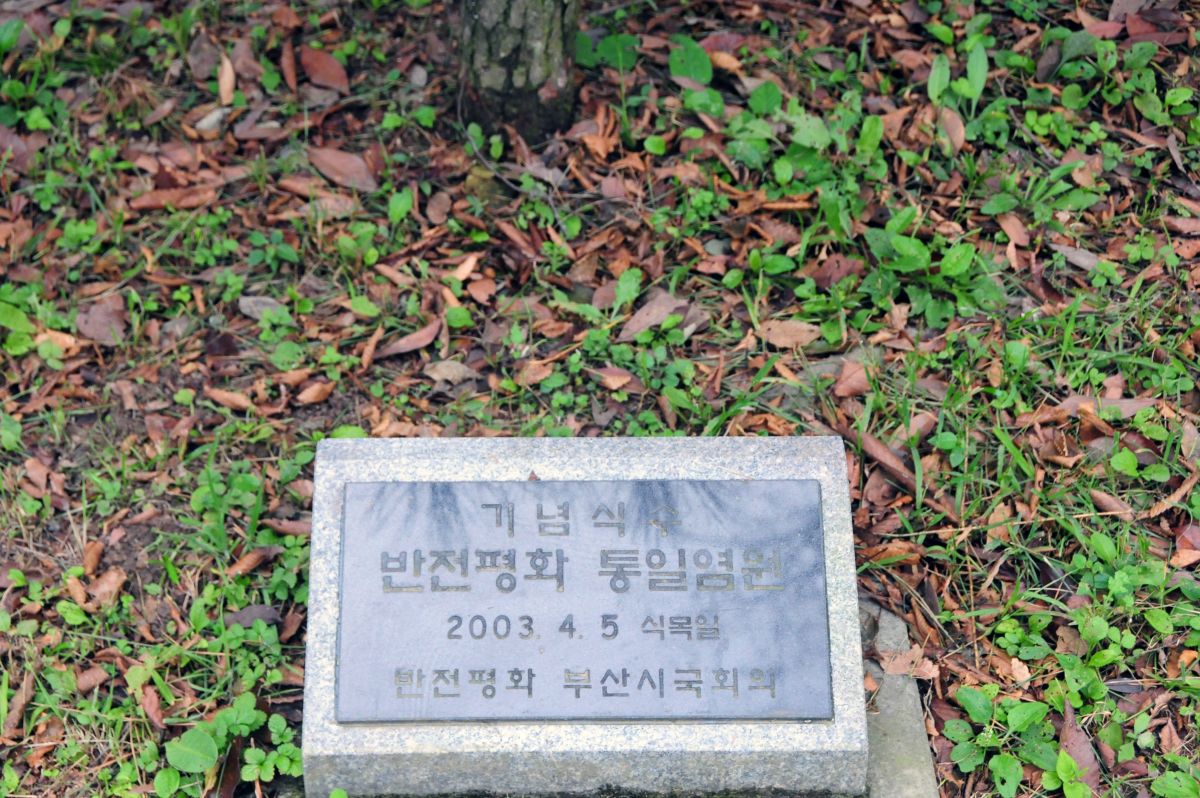 기념식수
반전평화 통일염원
2003. 4. 5 식목일
반전평화 부산시국회의